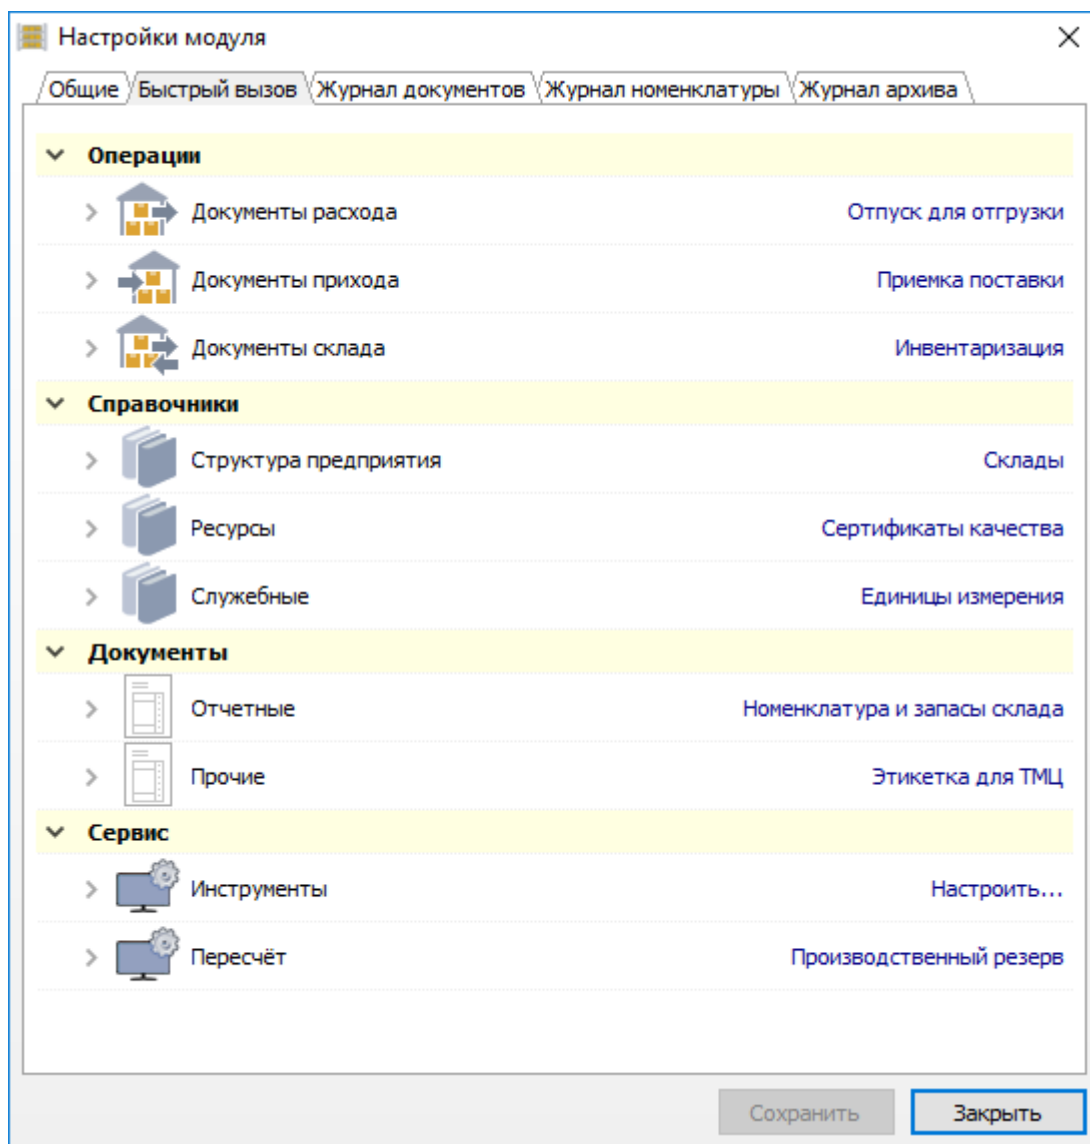 Настройки модуля
Общие Быстрый вызов Журнал документов Журнал номенклатуры Журнал архива
Операции
Документы расхода Отпуск для отгрузки
Документы прихода Приемка поставки
Документы склада Инвентаризация
Справочники
Структура предприятия Склады
Ресурсы Сертификаты качества
Служебные Единицы измерения
Документы
Отчетные Номенклатура и запасы склада
Прочие Этикетка для ТМЦ
Сервис
Инструменты Настроить...
Пересчёт Производственный резерв
Сохранить Закрыть